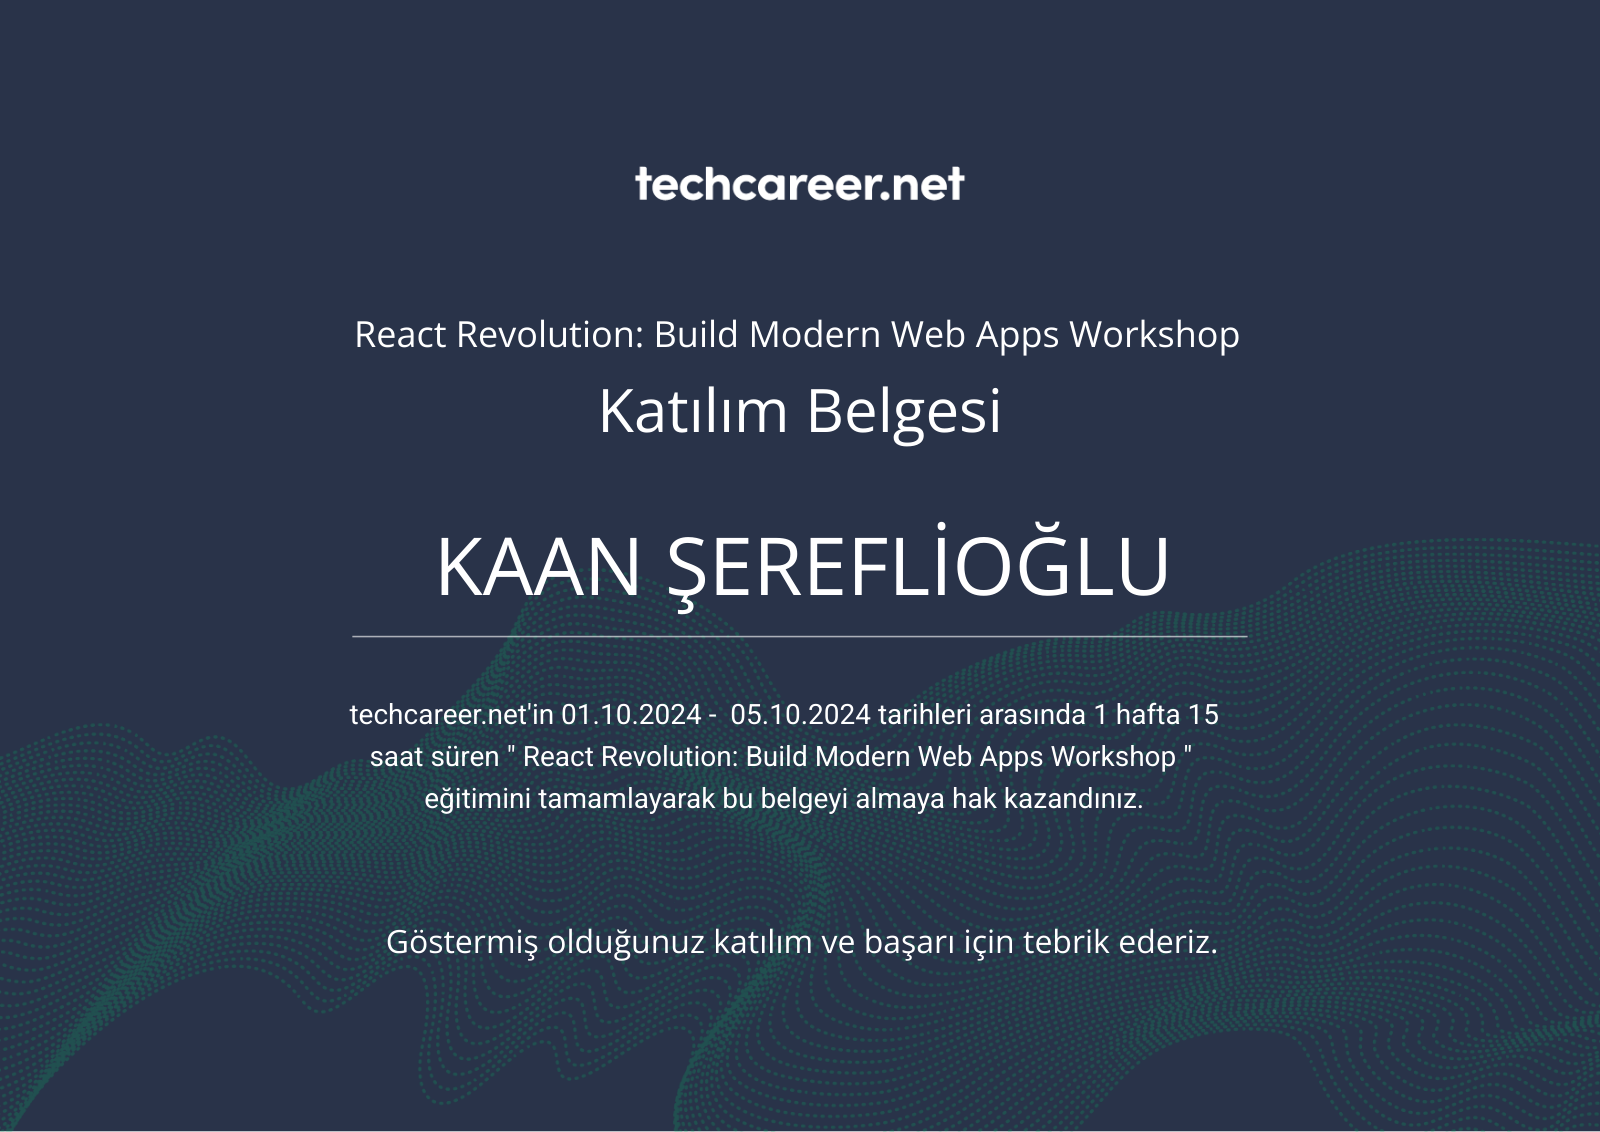 techcareer.net
React Revolution: Build Modern Web Apps Workshop
Katılım Belgesi
KAAN ŞEREFLİOĞLU
techcareer.net'in 01.10.2024 -  05.10.2024 tarihleri arasında 1 hafta 15
saat süren " React Revolution: Build Modern Web Apps Workshop "
eğitimini tamamlayarak bu belgeyi almaya hak kazandınız.
Göstermiş olduğunuz katılım ve başarı için tebrik ederiz.